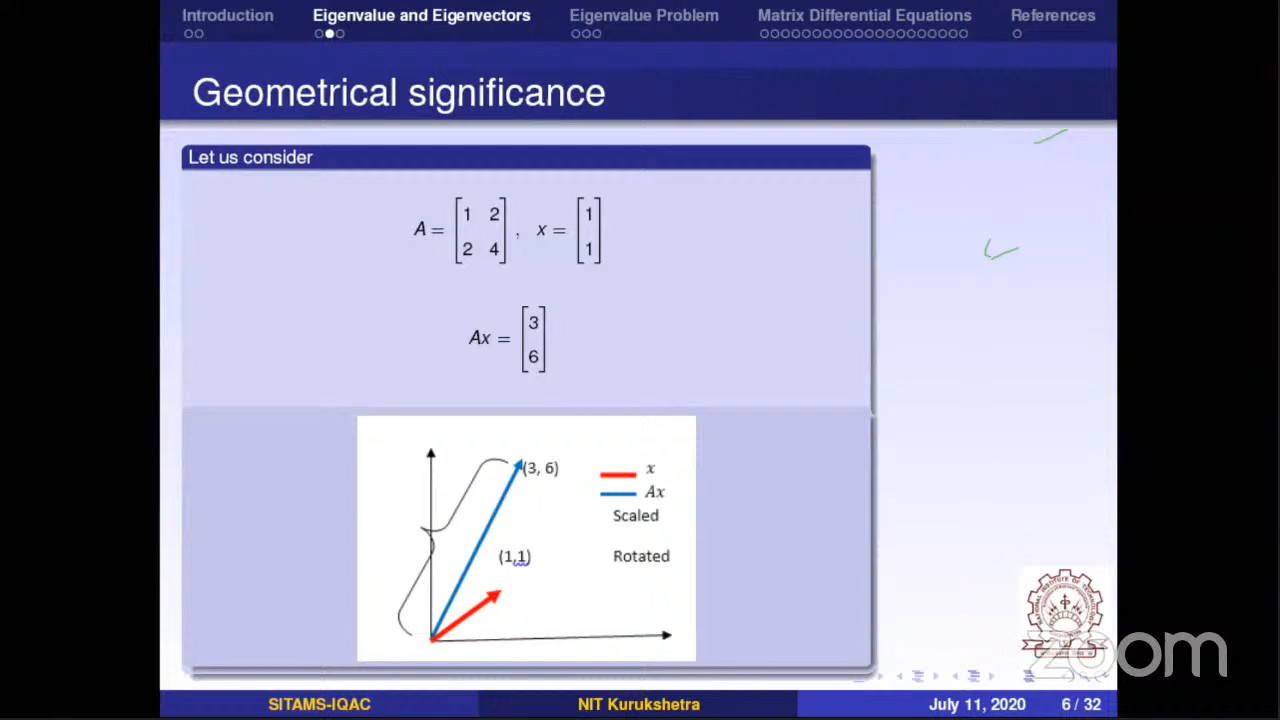 Introduction Eigenvalue and Eigenvectors Eigenvalue Problem Matrix Differential Equations References
Geometrical significance
Let us consider
A = [1 2; 2 4], x = [1; 1]
Ax = [3; 6]
(3, 6)
(1,1)
x
Ax
Scaled
Rotated
zoom
SITAMS-IQAC NIT Kurukshetra July 11, 2020 6 / 32